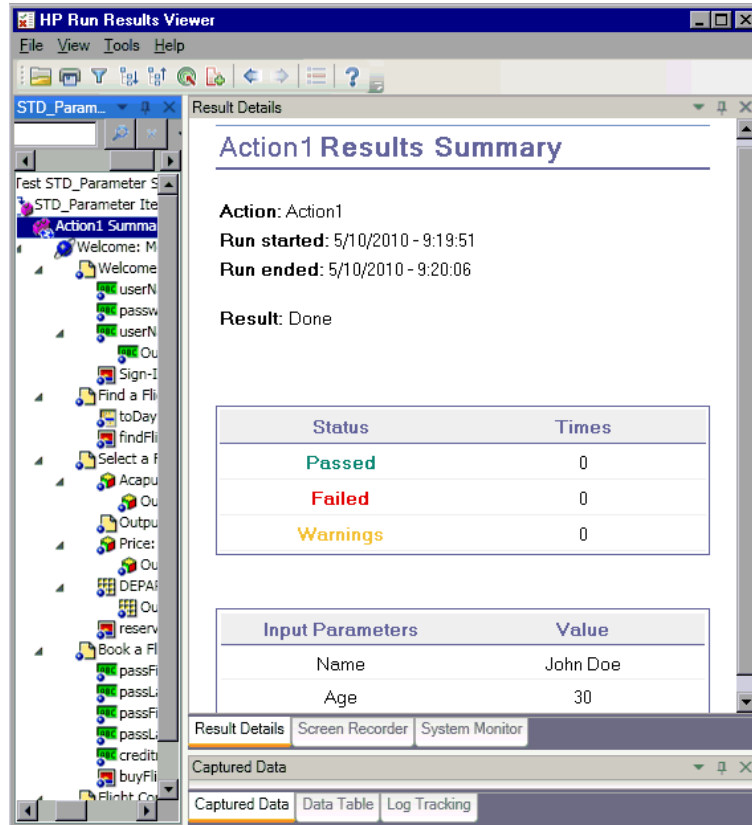 HP Run Results Viewer
File View Tools Help
STD_Param...
Test STD_Parameter S
STD_Parameter Ite
Action1 Summa
Welcome: M
Welcome
userN
passw
userN
Ou
Sign-I
Find a Fli
toDay
findFli
Select a F
Acapu
Ou
Outpu
Price:
Ou
DEPAR
Ou
reserv
Book a Fl
passFi
passLa
passFi
passLa
credit
buyFli
Flight Co
Result Details
Action1 Results Summary
Action: Action1
Run started: 5/10/2010 - 9:19:51
Run ended: 5/10/2010 - 9:20:06
Result: Done
Status Times
Passed 0
Failed 0
Warnings 0
Input Parameters Value
Name John Doe
Age 30
Result Details Screen Recorder System Monitor
Captured Data
Captured Data Data Table Log Tracking